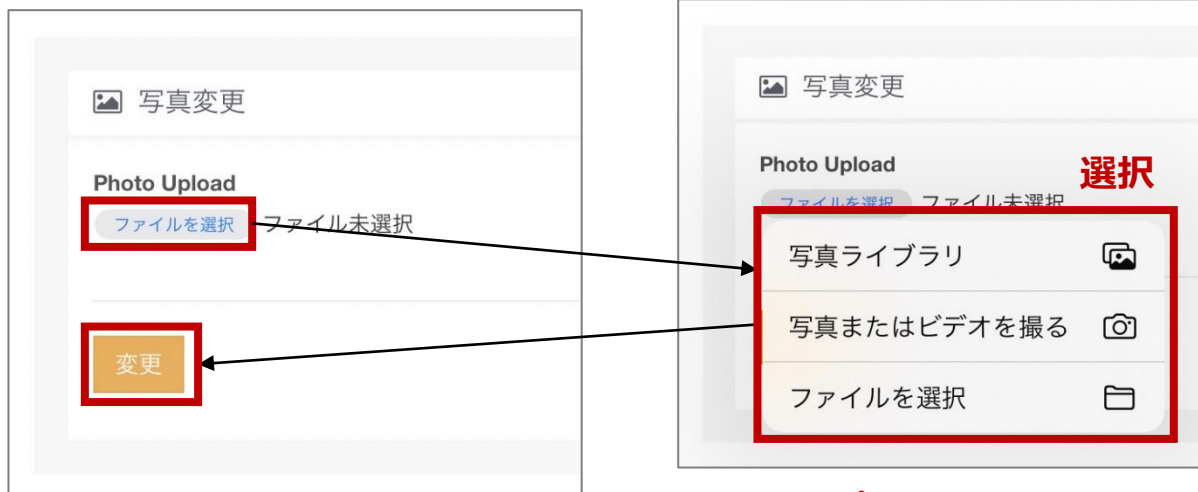 写真変更
Photo Upload
ファイルを選択 ファイル未選択
変更
写真変更
Photo Upload
選択
ファイルを選択 ファイル未選択
写真ライブラリ
写真またはビデオを撮る
ファイルを選択